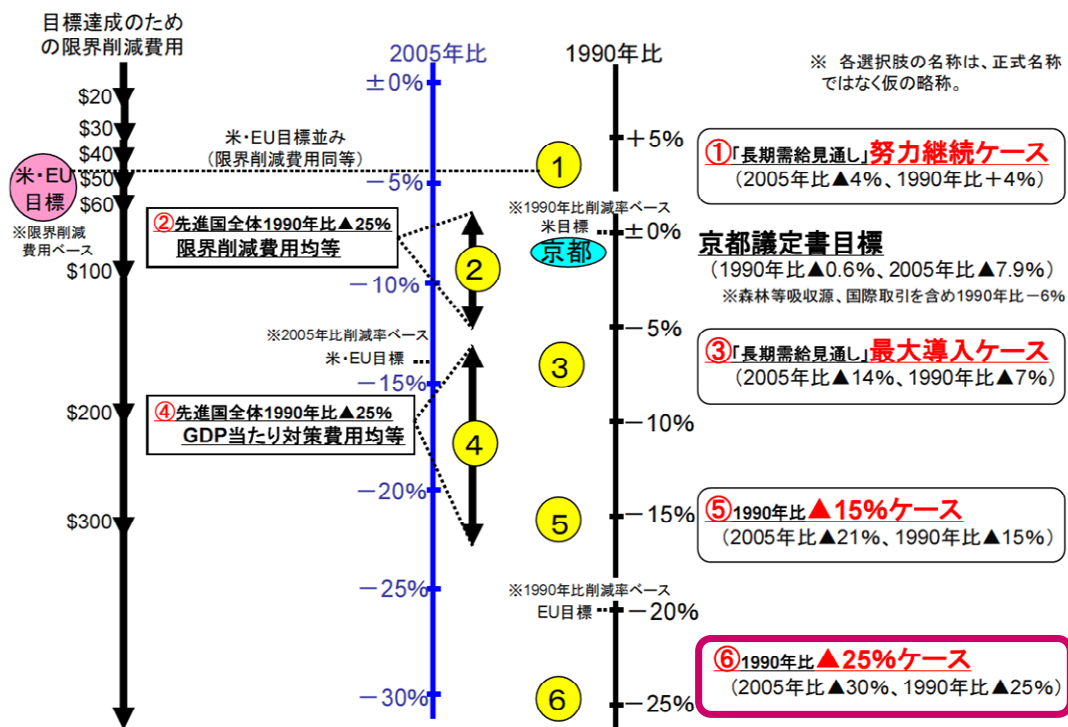 目標達成のため
の限界削減費用
$20
$30
$40
$50
$60
$100
$200
$300
米・EU
目標
※限界削減
費用ベース
米・EU目標並み
(限界削減費用同等)
②先進国全体1990年比▲25%
限界削減費用均等
※2005年比削減率ベース
米・EU目標
④先進国全体1990年比▲25%
GDP当たり対策費用均等
2005年比
±0%
−5%
−10%
−15%
−20%
−25%
−30%
2
4
1990年比
+5%
±0%
−5%
−10%
−15%
−20%
−25%
1
※1990年比削減率ベース
米目標
京都
3
5
※1990年比削減率ベース
EU目標
6
※ 各選択肢の名称は、正式名称
ではなく仮の略称。
①「長期需給見通し」努力継続ケース
(2005年比▲4%、1990年比+4%)
京都議定書目標
(1990年比▲0.6%、2005年比▲7.9%)
※森林等吸収源、国際取引を含め1990年比−6%
③「長期需給見通し」最大導入ケース
(2005年比▲14%、1990年比▲7%)
⑤1990年比▲15%ケース
(2005年比▲21%、1990年比▲15%)
⑥1990年比▲25%ケース
(2005年比▲30%、1990年比▲25%)